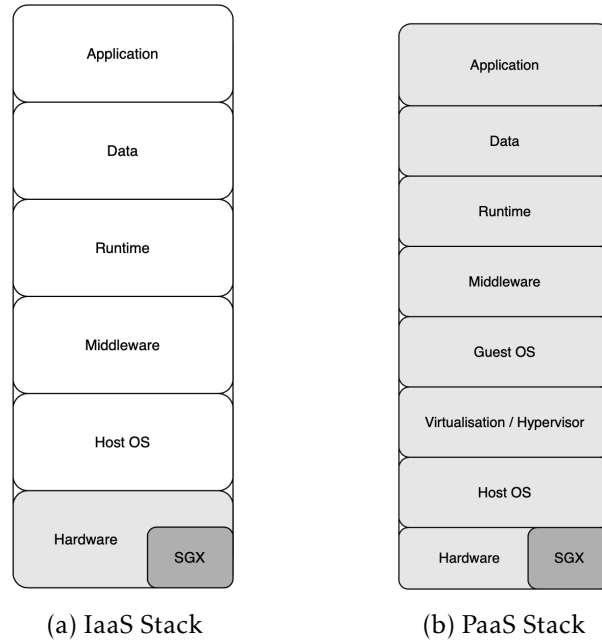 Application
Data
Runtime
Middleware
Host OS
Hardware
SGX
(a) IaaS Stack
Application
Data
Runtime
Middleware
Guest OS
Virtualisation / Hypervisor
Host OS
Hardware
SGX
(b) PaaS Stack